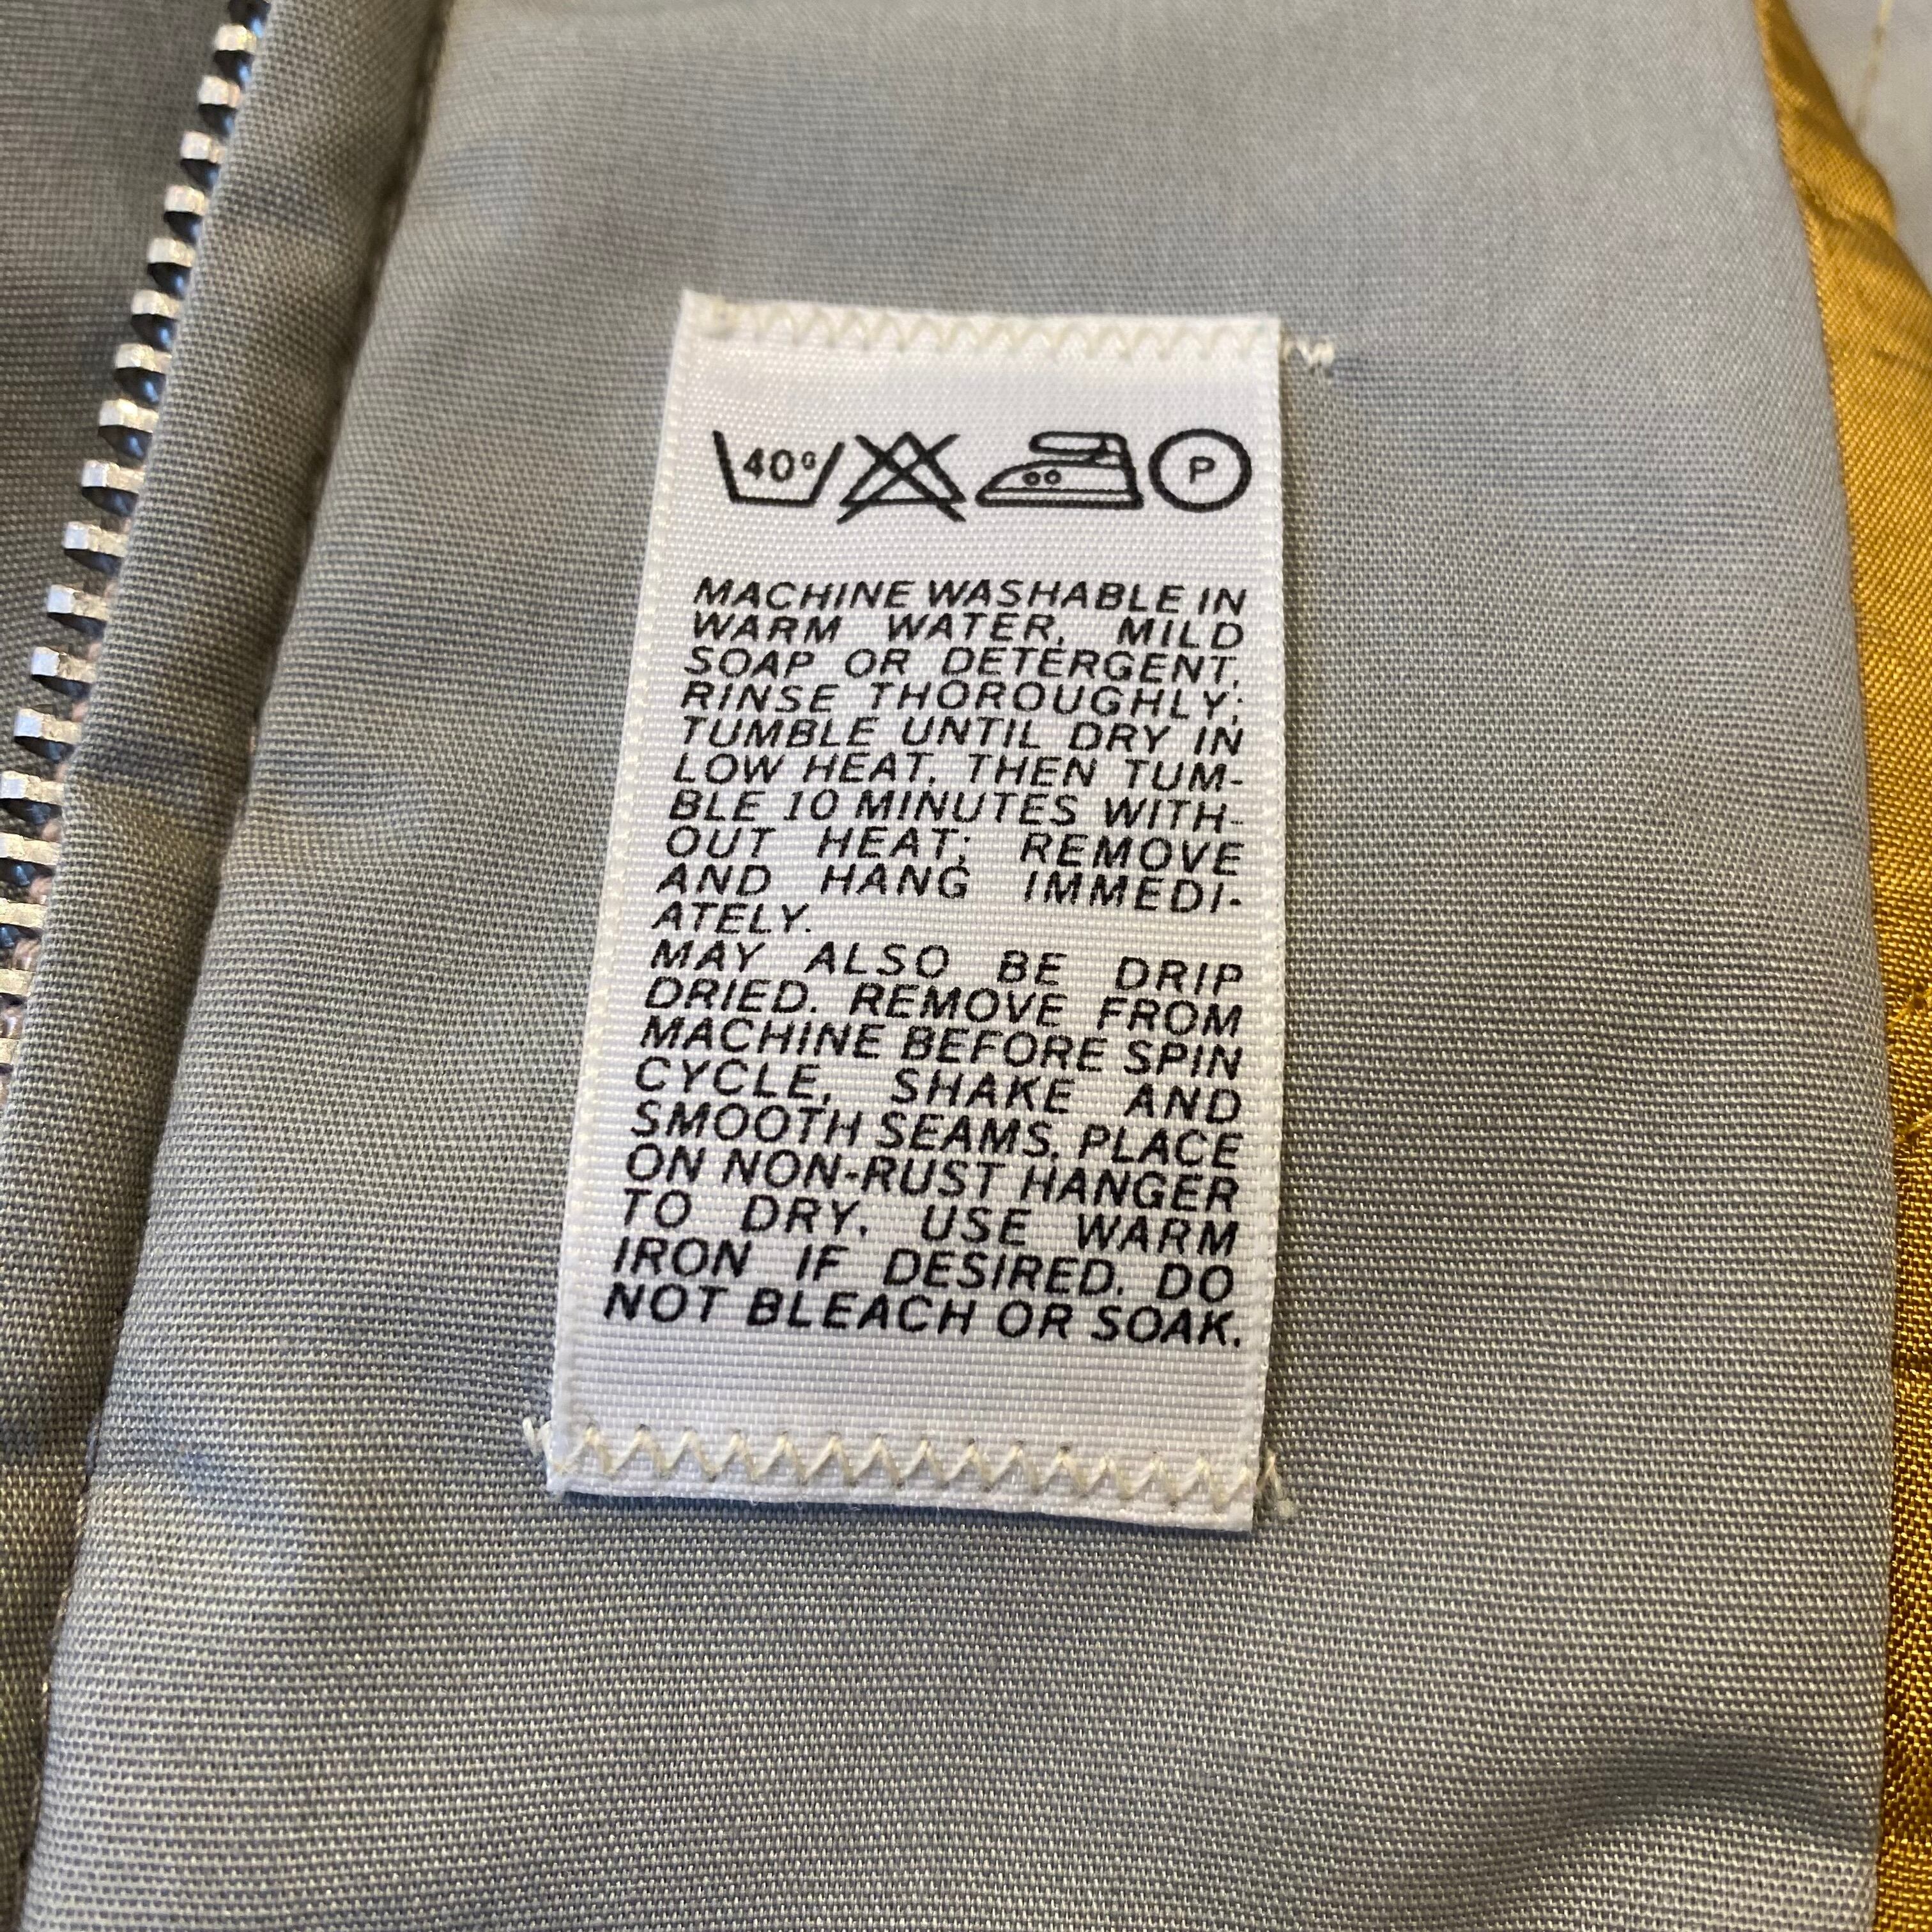 40°
P
MACHINE WASHABLE IN
WARM WATER, MILD
SOAP OR DETERGENT,
RINSE THOROUGHLY;
TUMBLE UNTIL DRY IN
LOW HEAT, THEN TUM-
BLE 10 MINUTES WITH-
OUT HEAT; REMOVE
AND HANG IMMEDI-
ATELY.
MAY ALSO BE DRIP
DRIED. REMOVE FROM
MACHINE BEFORE SPIN
CYCLE, SHAKE AND
SMOOTH SEAMS, PLACE
ON NON-RUST HANGER
TO DRY, USE WARM
IRON IF DESIRED. DO
NOT BLEACH OR SOAK.